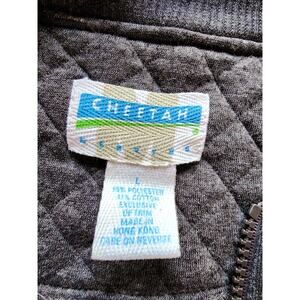 CHEETAH
L
POLYESTER
COTTON
EXCLUSIVE
OF TRIM
MADE IN
HONG KONG
CARE ON REVERSE